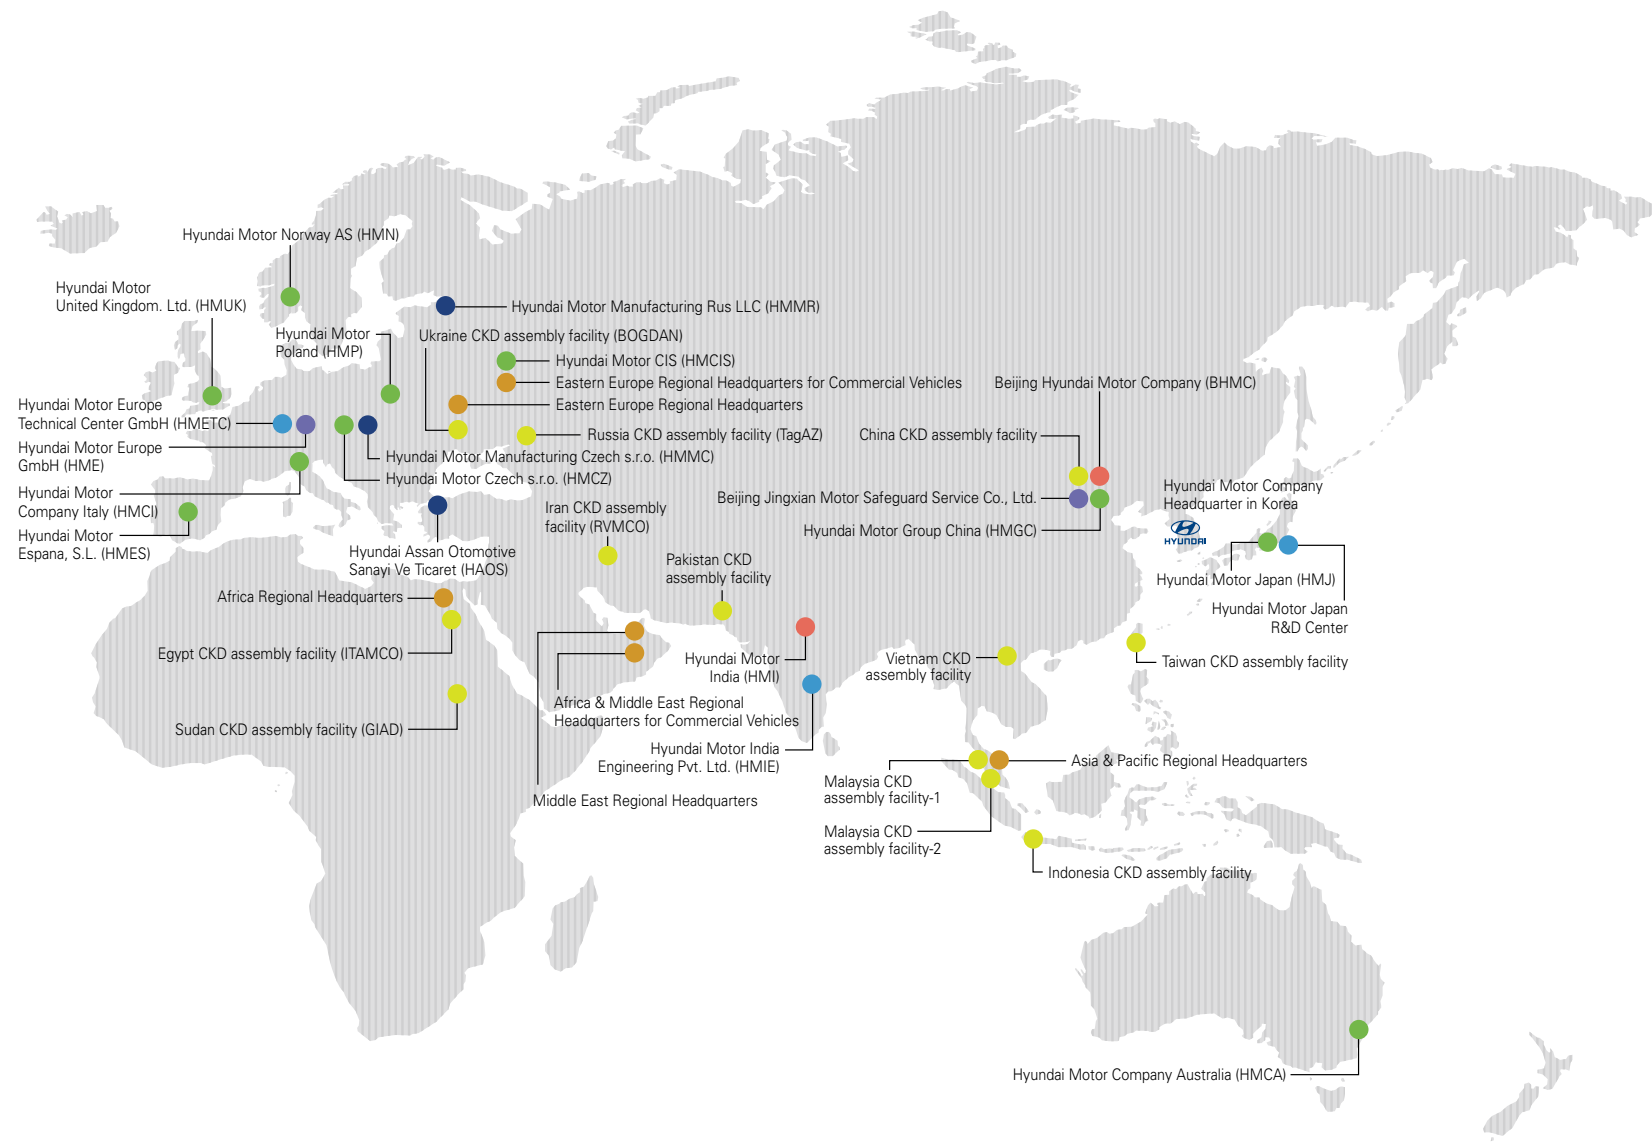 Hyundai Motor Norway AS (HMN)
Hyundai Motor
United Kingdom. Ltd. (HMUK)
Hyundai Motor Manufacturing Rus LLC (HMMR)
Hyundai Motor
Poland (HMP)
Ukraine CKD assembly facility (BOGDAN)
Hyundai Motor CIS (HMCIS)
Eastern Europe Regional Headquarters for Commercial Vehicles
Eastern Europe Regional Headquarters
Beijing Hyundai Motor Company (BHMC)
Hyundai Motor Europe
Technical Center GmbH (HMETC)
Russia CKD assembly facility (TagAZ)
China CKD assembly facility
Hyundai Motor Europe
GmbH (HME)
Hyundai Motor Manufacturing Czech s.r.o. (HMMC)
Hyundai Motor Czech s.r.o. (HMCZ)
Hyundai Motor
Company Italy (HMCI)
Beijing Jingxian Motor Safeguard Service Co., Ltd.
Hyundai Motor Company
Headquarter in Korea
HYUNDAI
Iran CKD assembly
facility (RVMCO)
Hyundai Motor Group China (HMGC)
Hyundai Motor
Espana, S.L. (HMES)
Hyundai Assan Otomotive
Sanayi Ve Ticaret (HAOS)
Pakistan CKD
assembly facility
Hyundai Motor Japan (HMJ)
Hyundai Motor Japan
R&D Center
Africa Regional Headquarters
Egypt CKD assembly facility (ITAMCO)
Hyundai Motor
India (HMI)
Vietnam CKD
assembly facility
Taiwan CKD assembly facility
Africa & Middle East Regional
Headquarters for Commercial Vehicles
Sudan CKD assembly facility (GIAD)
Hyundai Motor India
Engineering Pvt. Ltd. (HMIE)
Asia & Pacific Regional Headquarters
Malaysia CKD
assembly facility-1
Middle East Regional Headquarters
Malaysia CKD
assembly facility-2
Indonesia CKD assembly facility
Hyundai Motor Company Australia (HMCA)